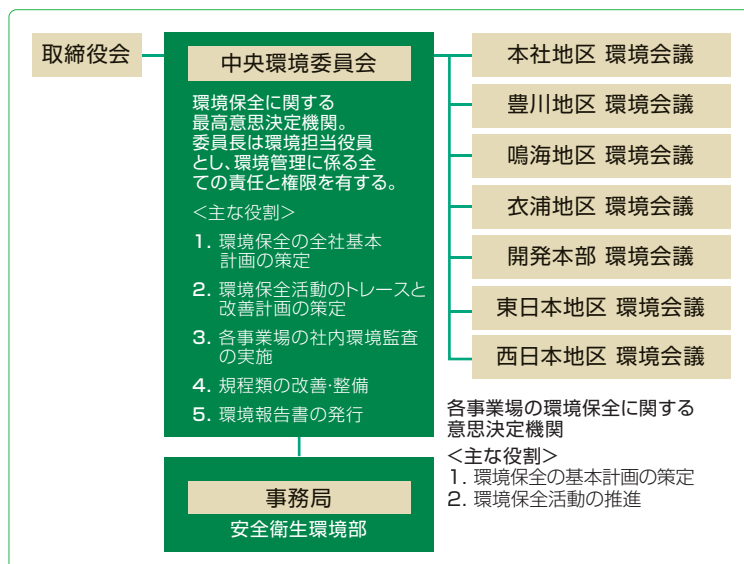 取締役会
中央環境委員会
環境保全に関する
最高意思決定機関。
委員長は環境担当役員
とし、環境管理に係る全
ての責任と権限を有する。
＜主な役割＞
1. 環境保全の全社基本
計画の策定
2. 環境保全活動のトレースと
改善計画の策定
3. 各事業場の社内環境監査
の実施
4. 規程類の改善・整備
5. 環境報告書の発行
事務局
安全衛生環境部
本社地区 環境会議
豊川地区 環境会議
鳴海地区 環境会議
衣浦地区 環境会議
開発本部 環境会議
東日本地区 環境会議
西日本地区 環境会議
各事業場の環境保全に関する
意思決定機関
＜主な役割＞
1. 環境保全の基本計画の策定
2. 環境保全活動の推進